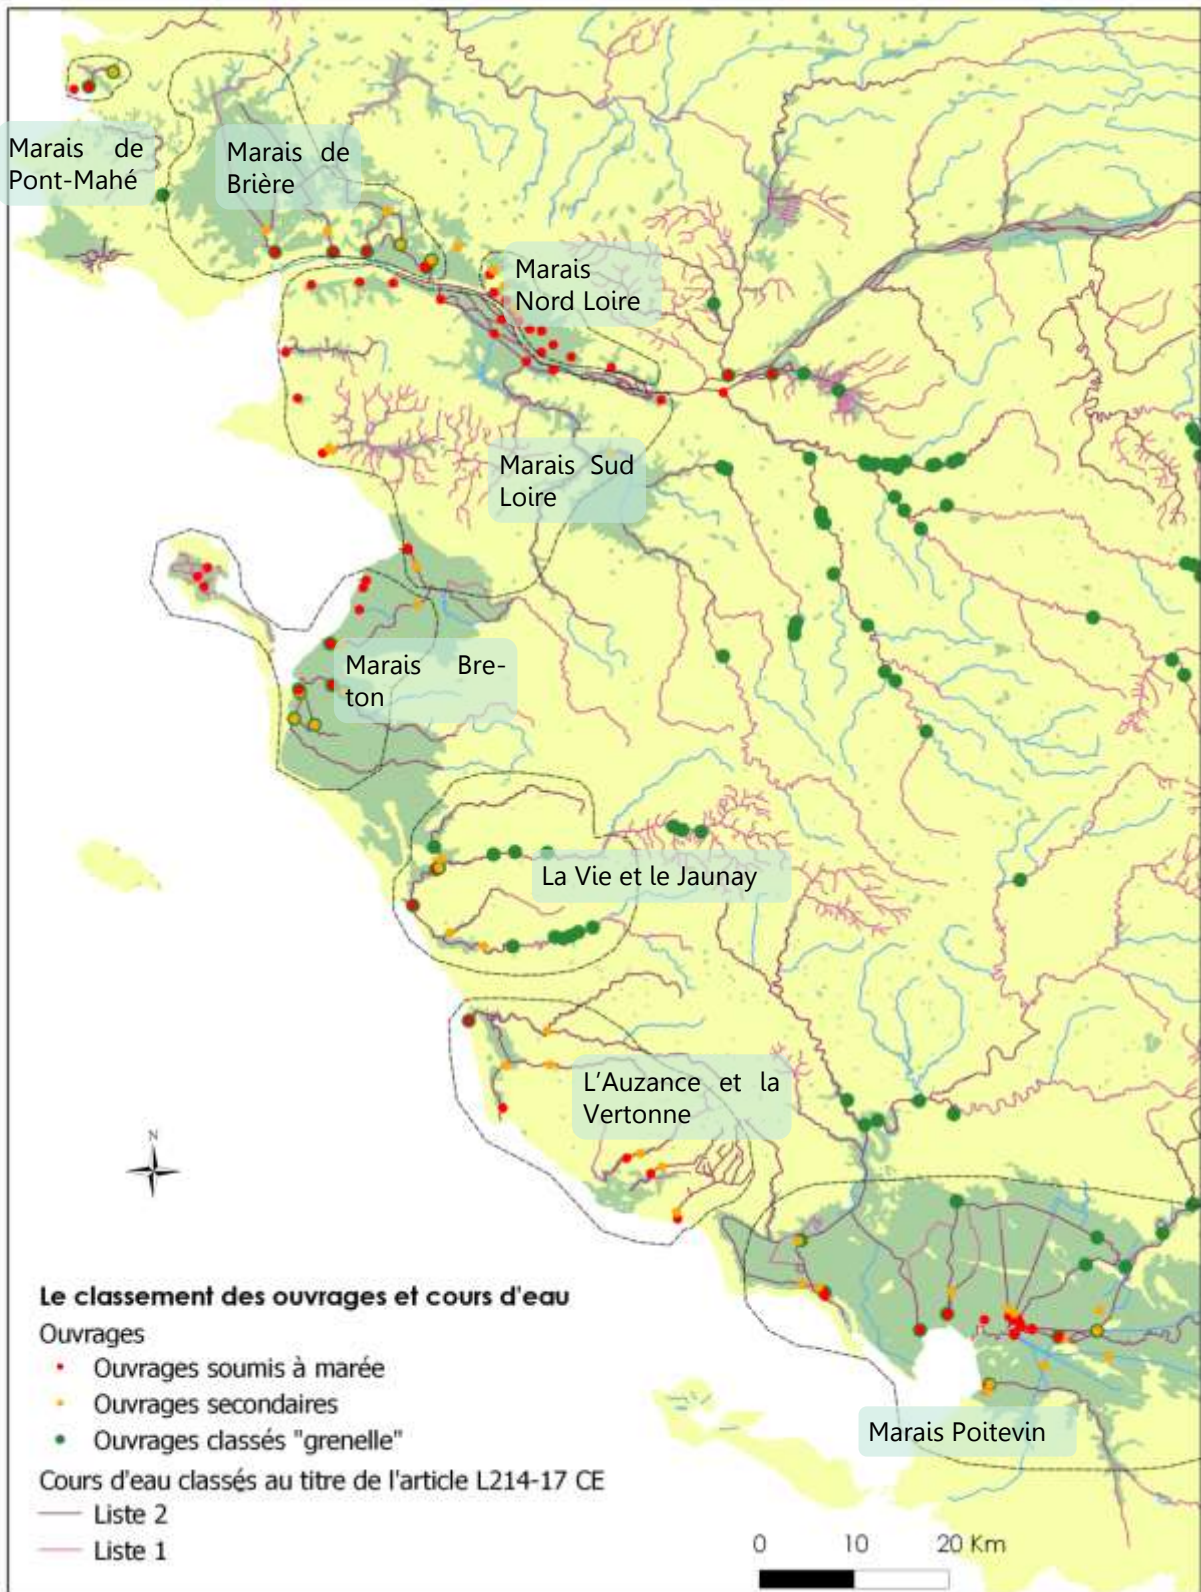 Marais de
Pont-Mahé
Marais de
Brière
Marais
Nord Loire
Marais Sud
Loire
Marais Bre-
ton
La Vie et le Jaunay
L'Auzance et la
Vertonne
N
Marais Poitevin
Le classement des ouvrages et cours d'eau
Ouvrages
Ouvrages soumis à marée
Ouvrages secondaires
Ouvrages classés "grenelle"
Cours d'eau classés au titre de l'article L214-17 CE
Liste 2
Liste 1
0 10 20 Km